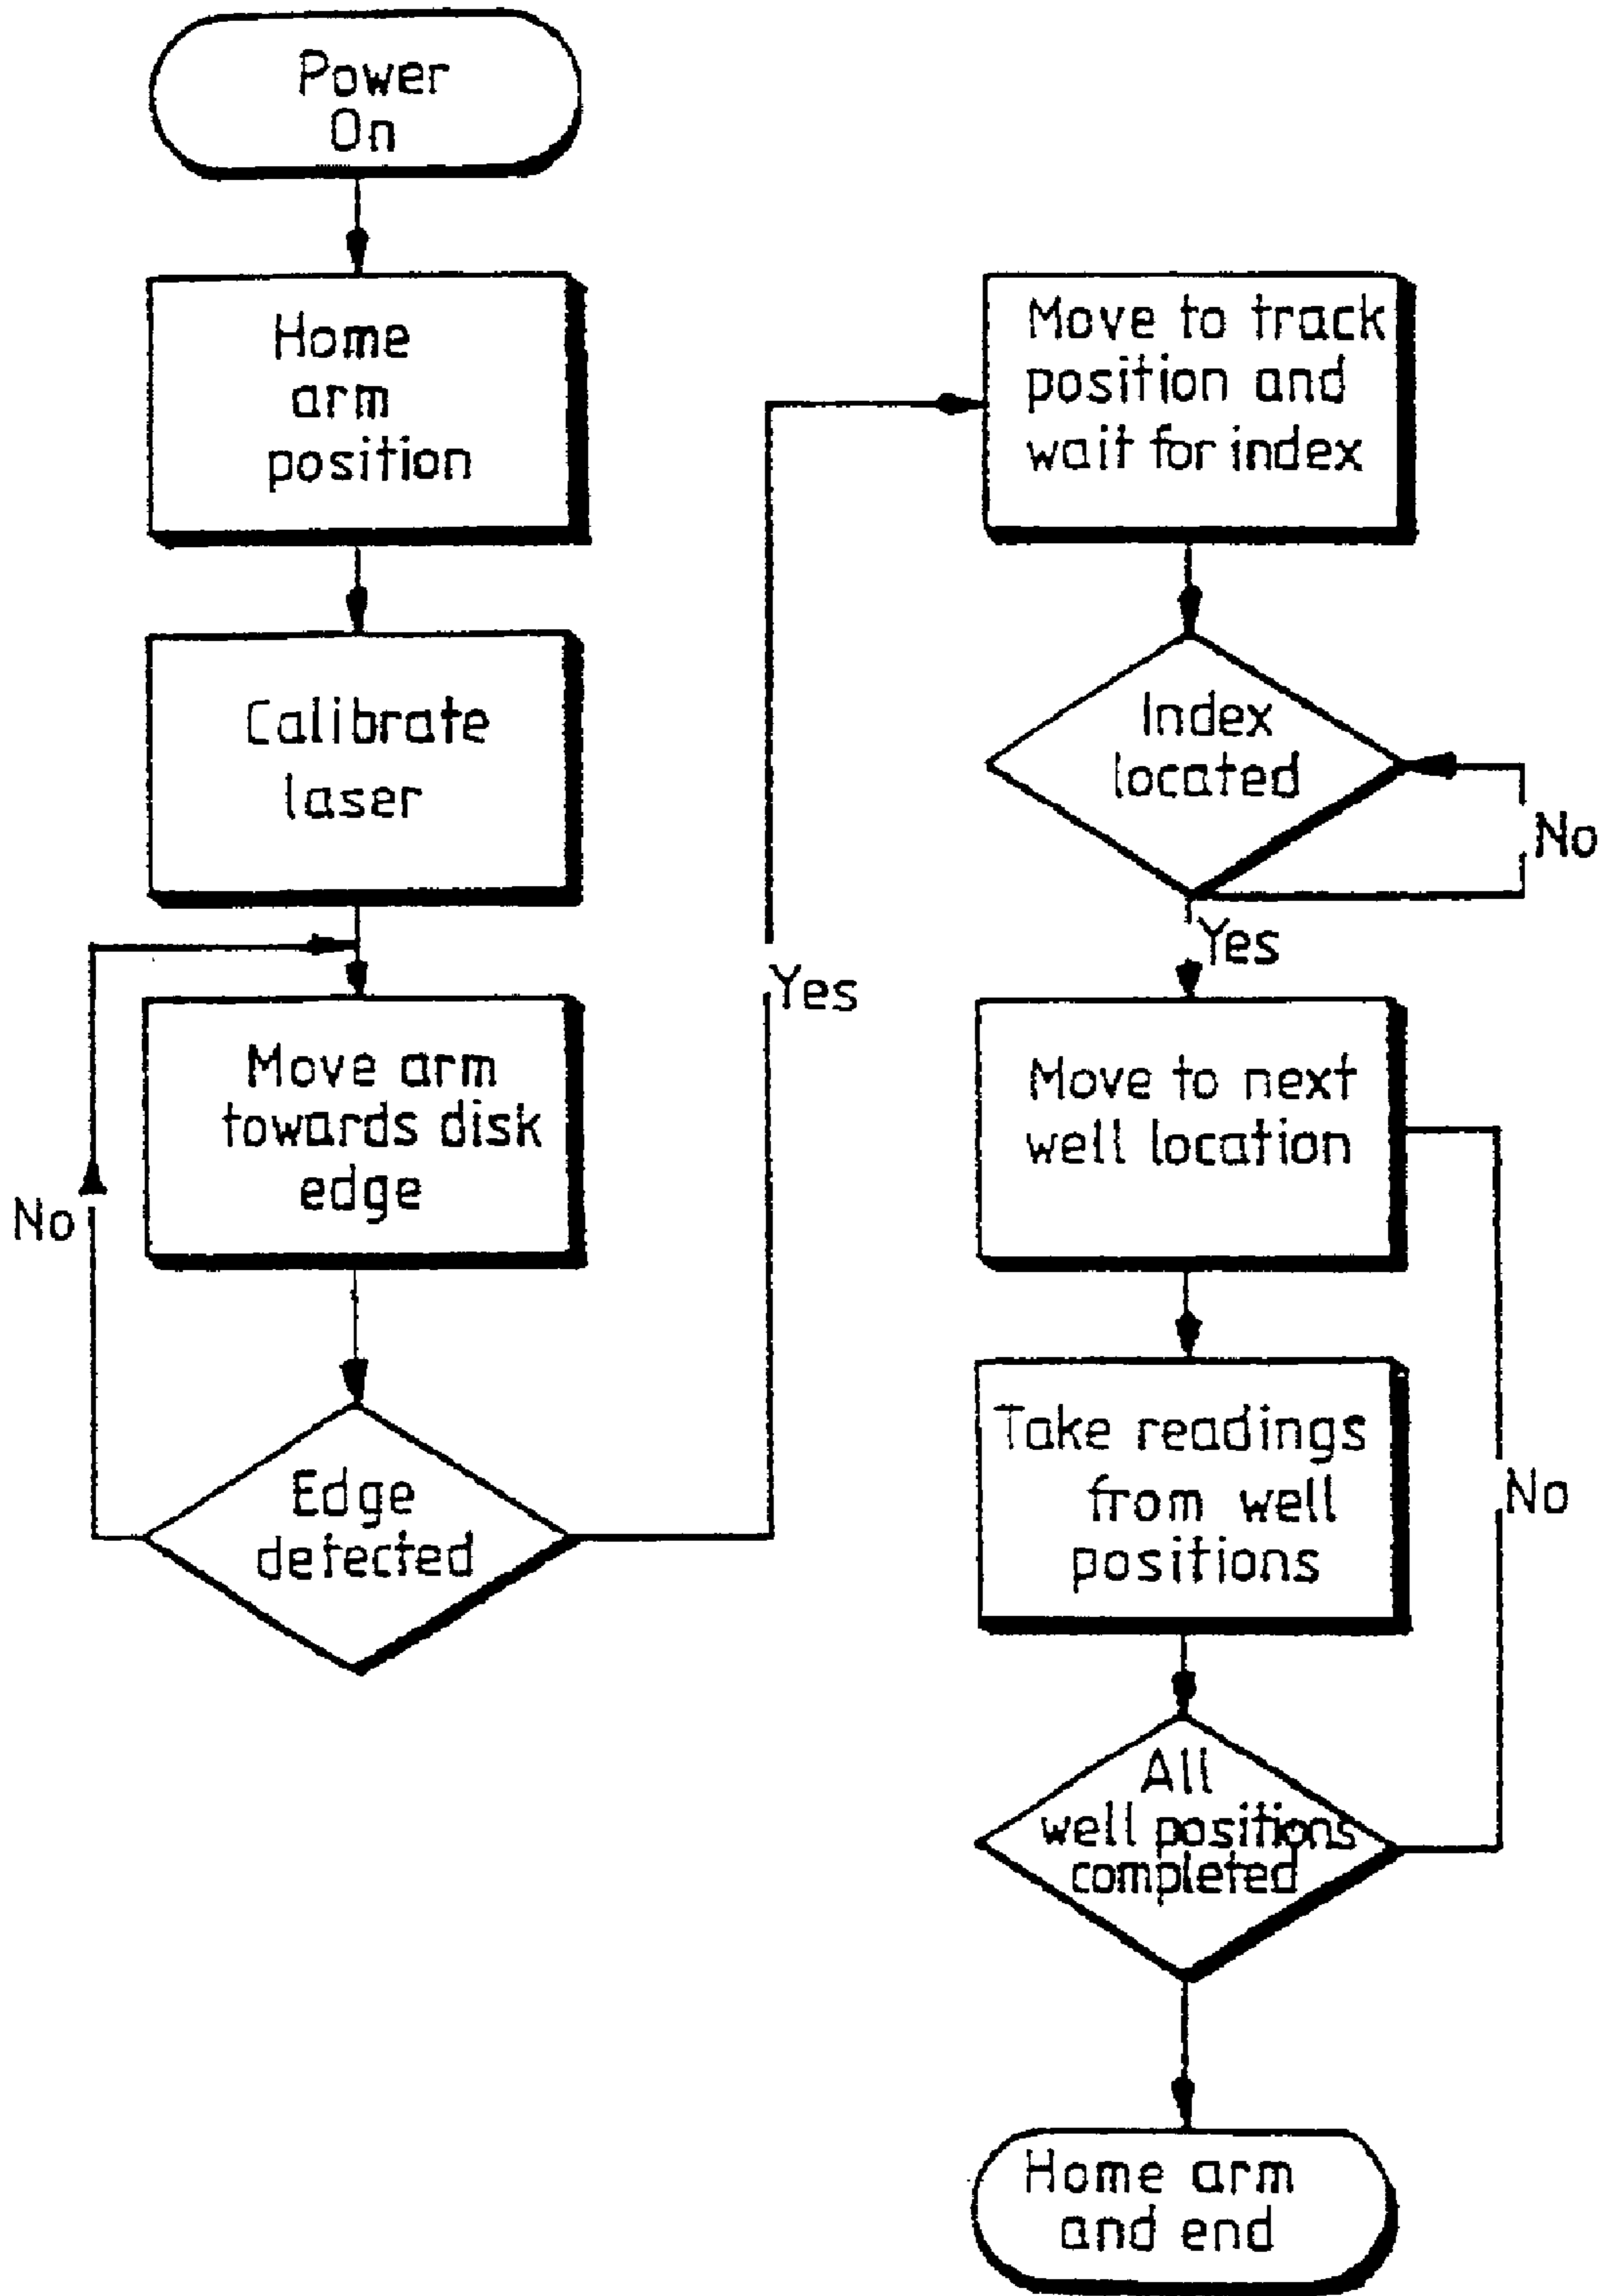 Power
On
Home
arm
position
Calibrate
laser
Move arm
towards disk
edge
No
Edge
detected
Yes
Move to track
position and
wait for index
Index
located
No
Yes
Move to next
well location
Take readings
from well
positions
No
All
well positions
completed
Home arm
and end